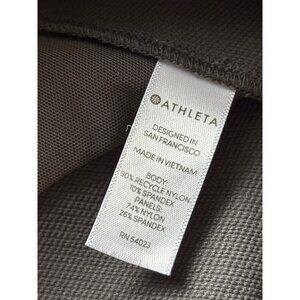 ATHLETA
DESIGNED IN
SAN FRANCISCO
MADE IN VIETNAM
BODY:
90% RECYCLE NYLON
10% SPANDEX
PANELS:
74% NYLON
26% SPANDEX
RN 54023